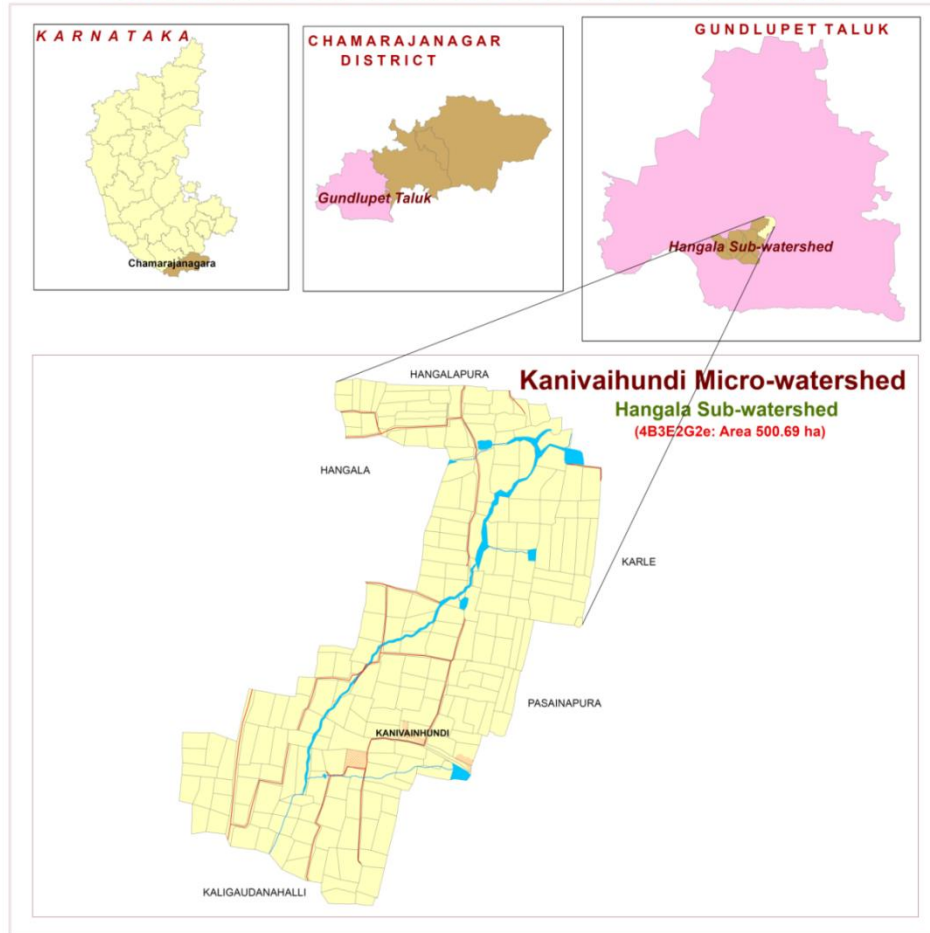 KARNATAKA
Chamarajanagara
CHAMARAJANAGAR
DISTRICT
Gundlupet Taluk
GUNDLUPET TALUK
Hangala Sub-watershed
Kanivaihundi Micro-watershed
Hangala Sub-watershed
(4B3E2G2e: Area 500.69 ha)
HANGALAPURA
HANGALA
KARLE
PASAINAPURA
KANIVAINHUNDI
KALIGAUDANAHALLI